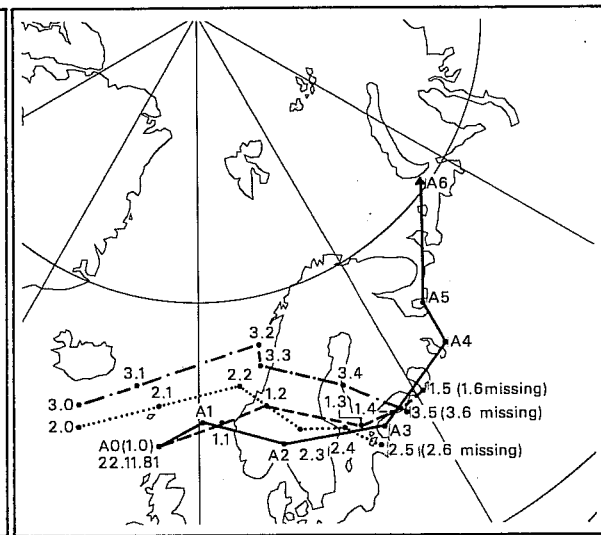 A6
A5
A4
3.2
3.3
3.1
3.4
3.0
2.2
2.1
1.2
1.3
1.5 (1.6missing)
2.0
A1
1.4
3.5 (3.6 missing)
A0(1.0)
1.1
A3
22.11.81
A2
2.3
2.4
2.5 (2.6 missing)